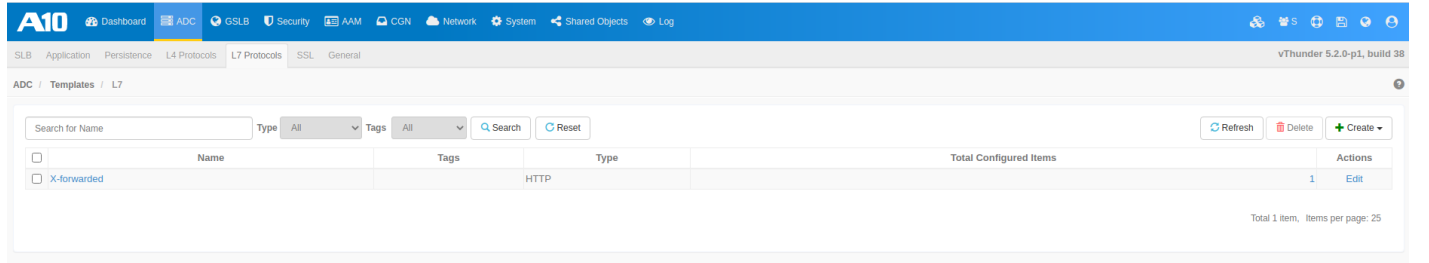 A10 Dashboard ADC GSLB Security AAM CGN Network System Shared Objects Log S
SLB Application Persistence L4 Protocols L7 Protocols SSL General vThunder 5.2.0-p1, build 38
ADC / Templates / L7
Search for Name Type All Tags All Search Reset Refresh Delete Create
Name Tags Type Total Configured Items Actions
X-forwarded HTTP 1 Edit
Total 1 item, Items per page: 25